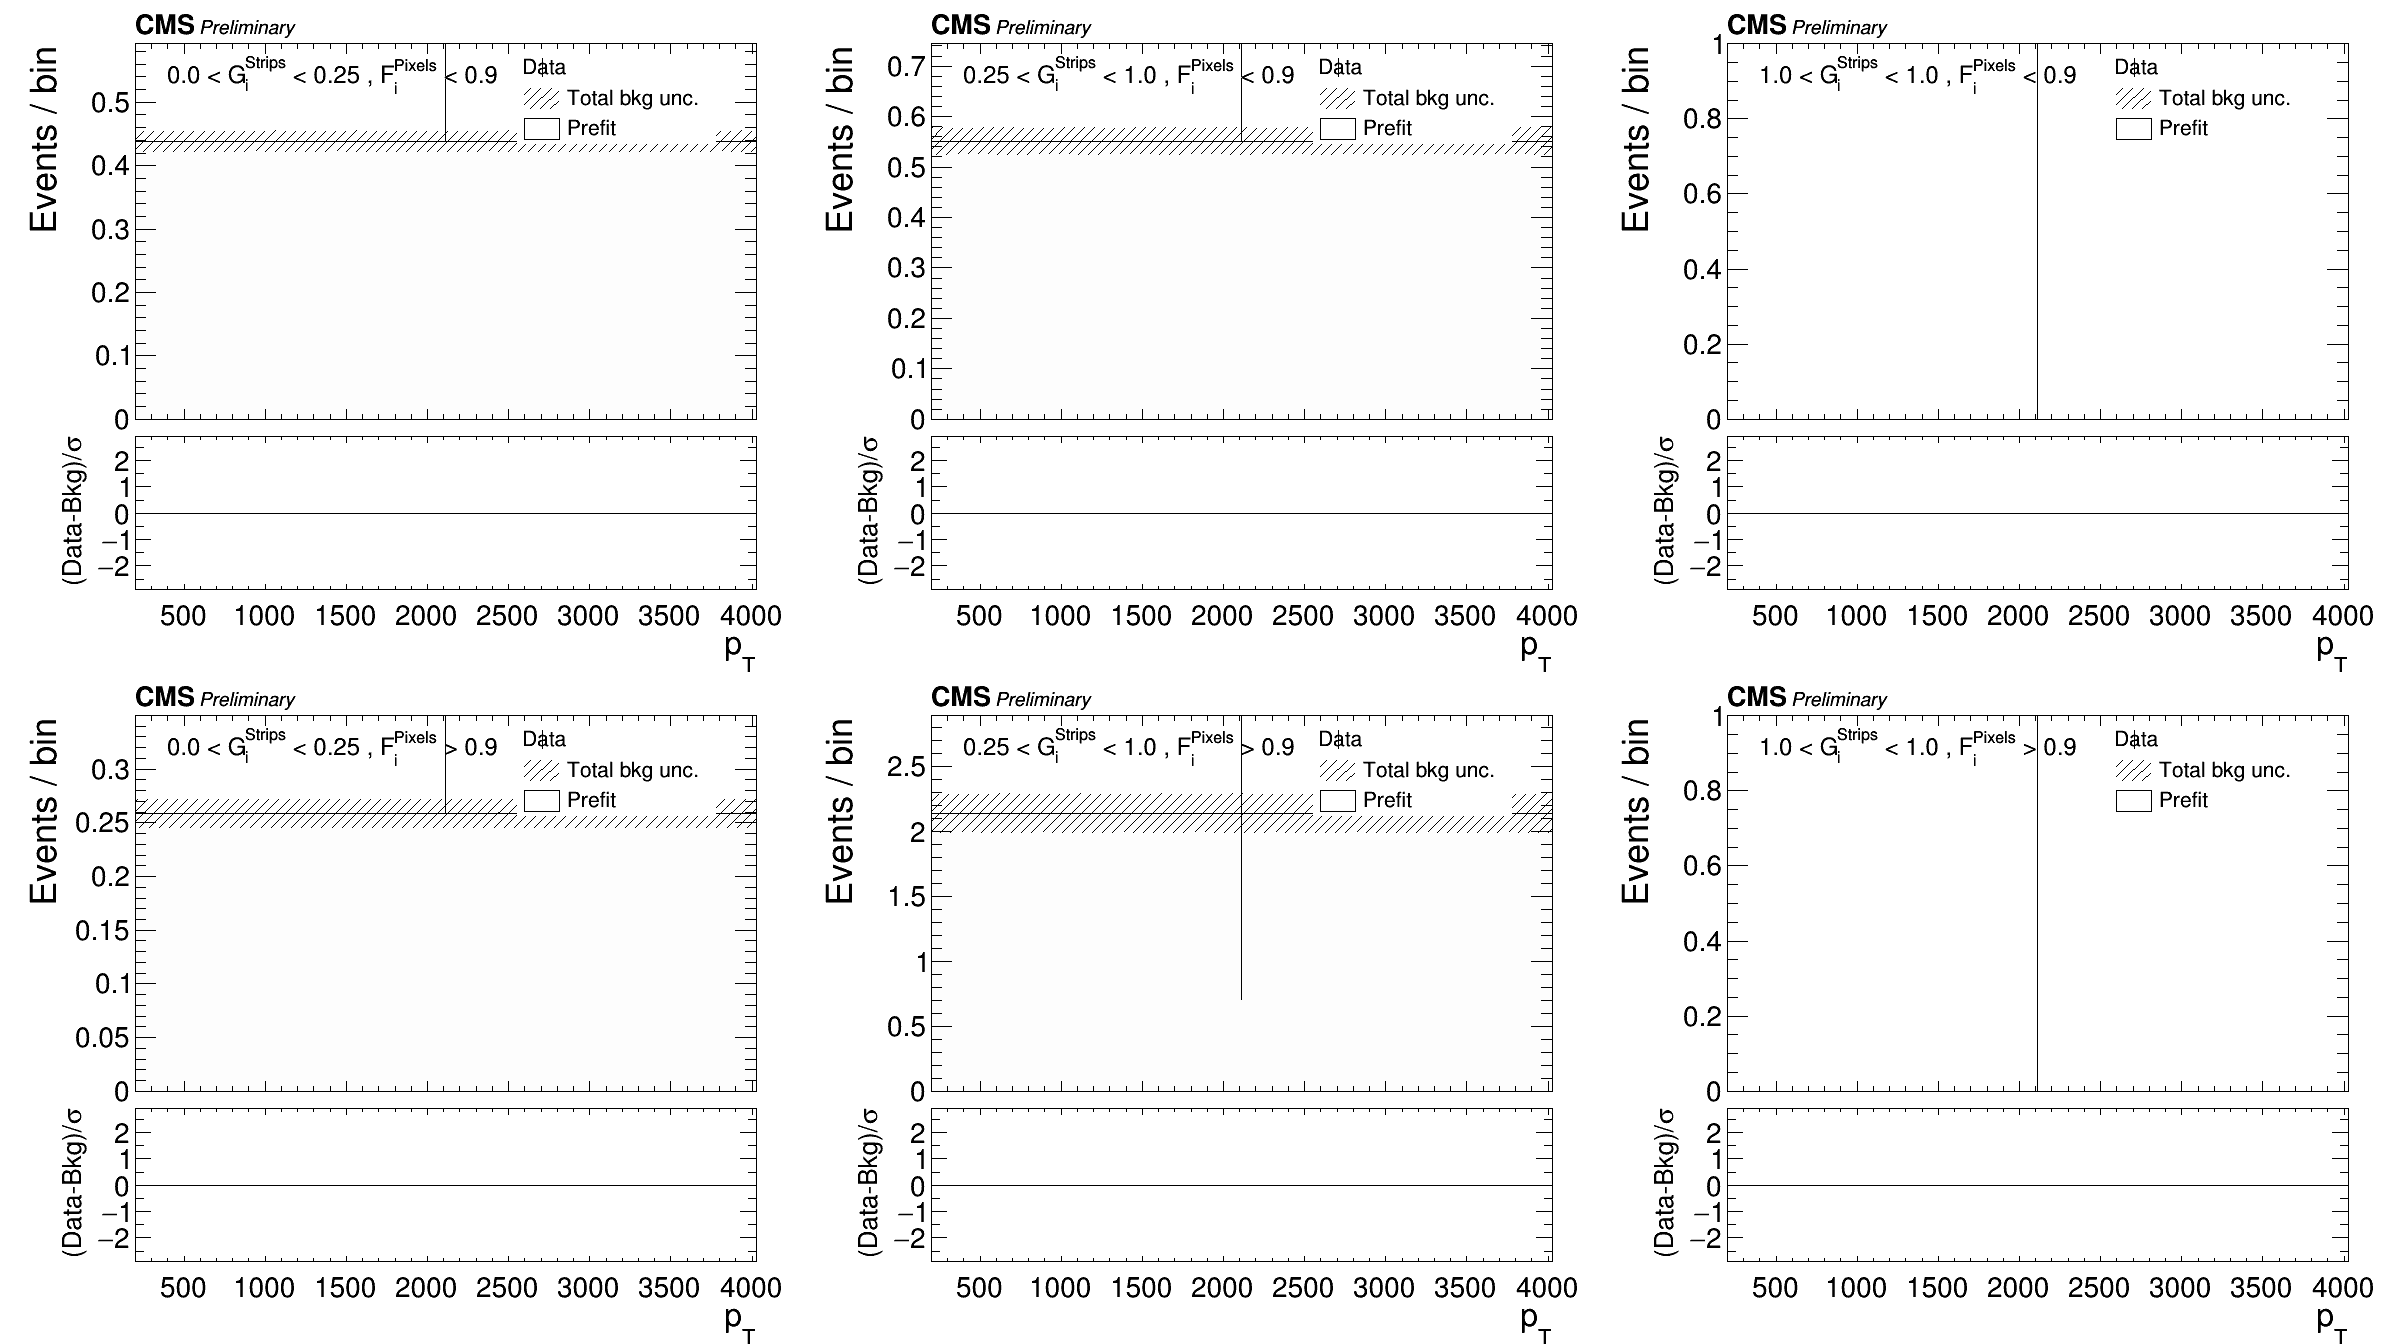 CMS Preliminary
Events / bin
0.0 < G_i^Strips < 0.25 , F_i^Pixels < 0.9
Data
Total bkg unc.
Prefit
0.5
0.4
0.3
0.2
0.1
0
(Data-Bkg)/σ
2
1
0
−1
−2
500 1000 1500 2000 2500 3000 3500 4000
p_T
CMS Preliminary
Events / bin
0.25 < G_i^Strips < 1.0 , F_i^Pixels < 0.9
Data
Total bkg unc.
Prefit
0.7
0.6
0.5
0.4
0.3
0.2
0.1
0
(Data-Bkg)/σ
2
1
0
−1
−2
500 1000 1500 2000 2500 3000 3500 4000
p_T
CMS Preliminary
Events / bin
1.0 < G_i^Strips < 1.0 , F_i^Pixels < 0.9
Data
Total bkg unc.
Prefit
1
0.8
0.6
0.4
0.2
0
(Data-Bkg)/σ
2
1
0
−1
−2
500 1000 1500 2000 2500 3000 3500 4000
p_T
CMS Preliminary
Events / bin
0.0 < G_i^Strips < 0.25 , F_i^Pixels > 0.9
Data
Total bkg unc.
Prefit
0.3
0.25
0.2
0.15
0.1
0.05
0
(Data-Bkg)/σ
2
1
0
−1
−2
500 1000 1500 2000 2500 3000 3500 4000
p_T
CMS Preliminary
Events / bin
0.25 < G_i^Strips < 1.0 , F_i^Pixels > 0.9
Data
Total bkg unc.
Prefit
2.5
2
1.5
1
0.5
0
(Data-Bkg)/σ
2
1
0
−1
−2
500 1000 1500 2000 2500 3000 3500 4000
p_T
CMS Preliminary
Events / bin
1.0 < G_i^Strips < 1.0 , F_i^Pixels > 0.9
Data
Total bkg unc.
Prefit
1
0.8
0.6
0.4
0.2
0
(Data-Bkg)/σ
2
1
0
−1
−2
500 1000 1500 2000 2500 3000 3500 4000
p_T